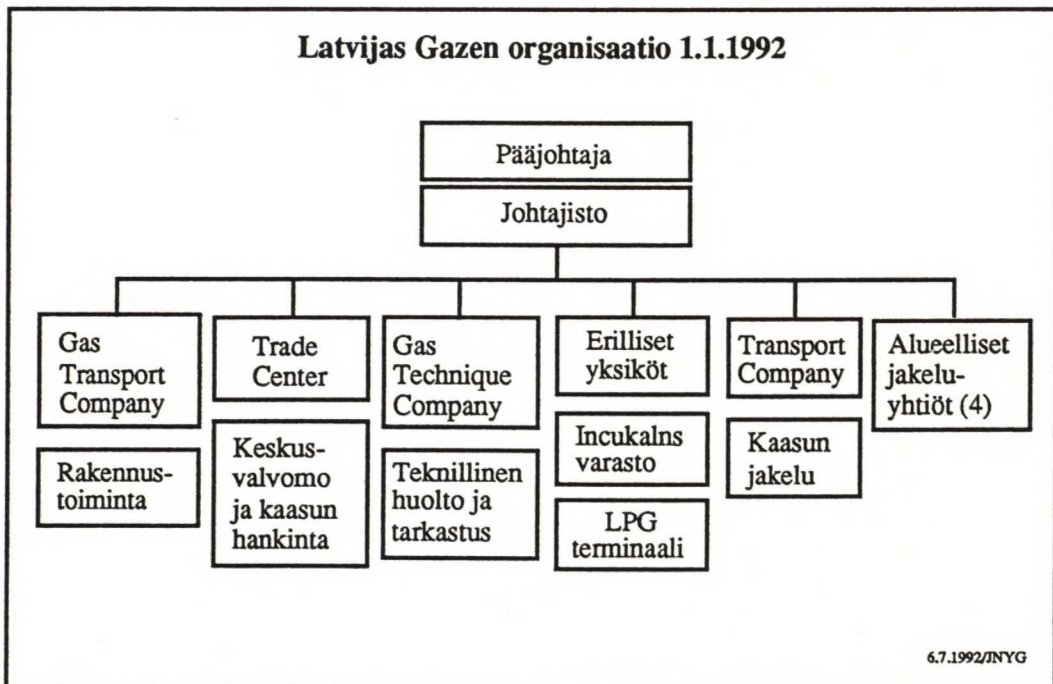 Latvijas Gazen organisaatio 1.1.1992
Pääjohtaja
Johtajisto
Gas
Transport
Company
Rakennus-
toiminta
Trade
Center
Keskus-
valvomo
ja kaasun
hankinta
Gas
Technique
Company
Teknillinen
huolto ja
tarkastus
Erilliset
yksiköt
Incukalns
varasto
LPG
terminaali
Transport
Company
Kaasun
jakelu
Alueelliset
jakelu-
yhtiöt (4)
6.7.1992/JNYG